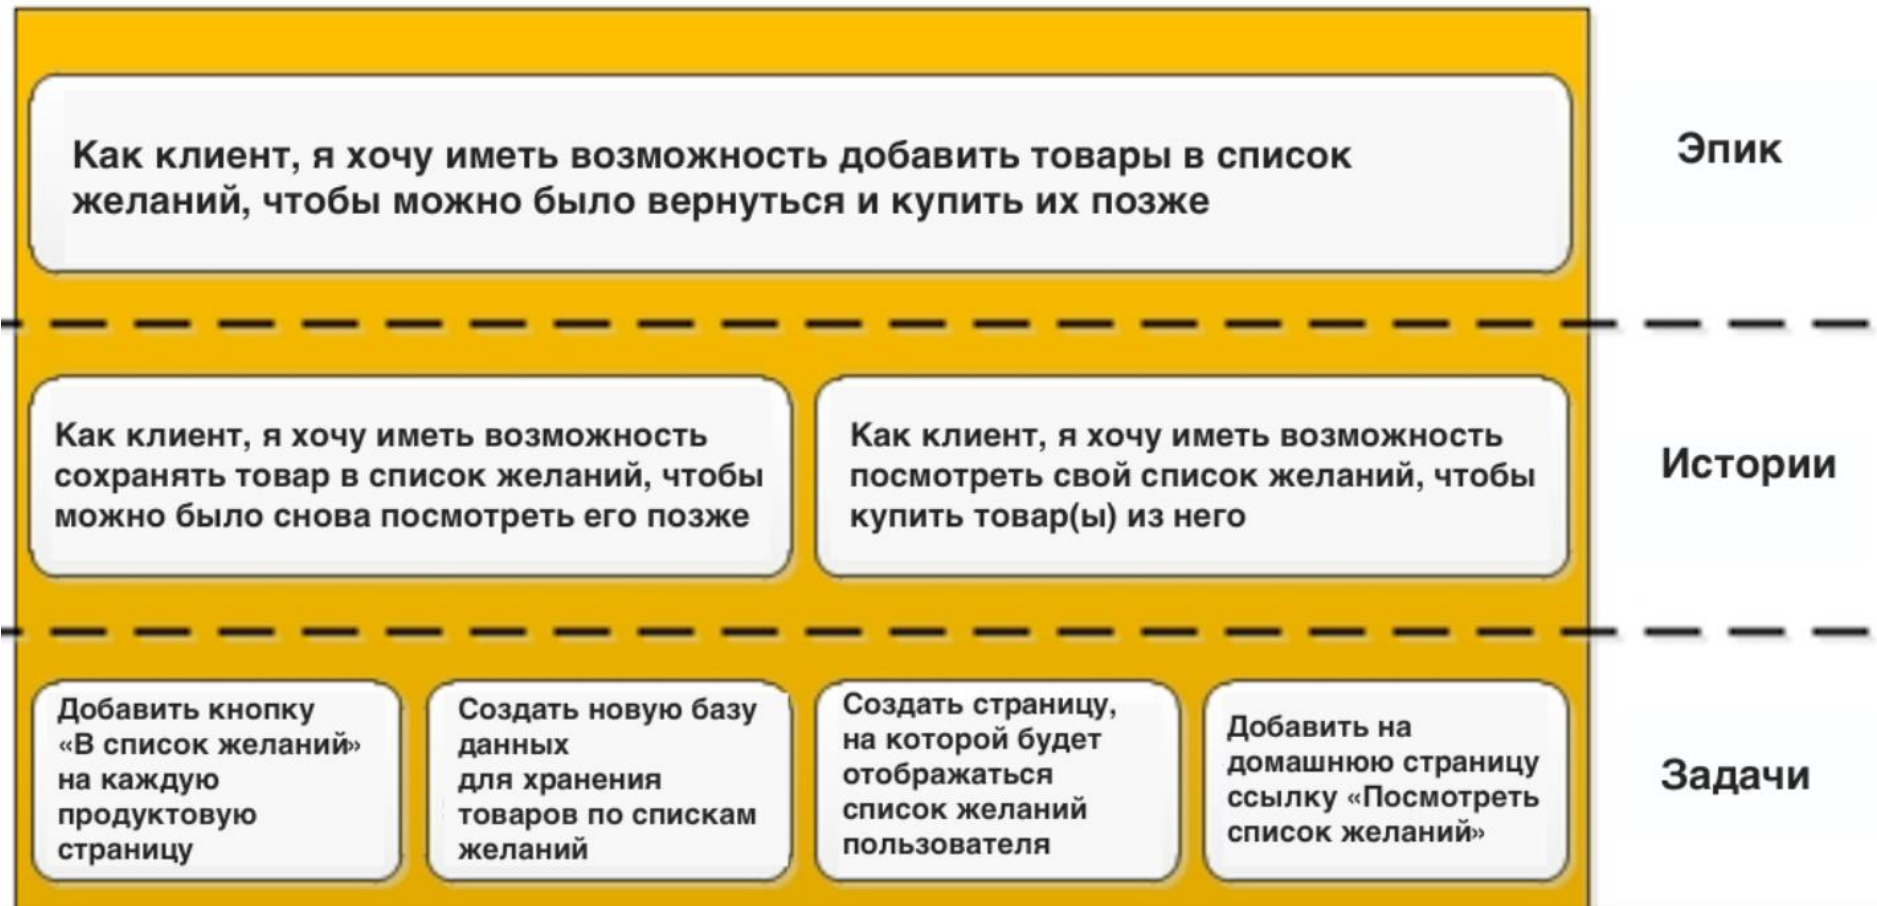 Как клиент, я хочу иметь возможность добавить товары в список
желаний, чтобы можно было вернуться и купить их позже
Эпик
Как клиент, я хочу иметь возможность
сохранять товар в список желаний, чтобы
можно было снова посмотреть его позже
Как клиент, я хочу иметь возможность
посмотреть свой список желаний, чтобы
купить товар(ы) из него
Истории
Добавить кнопку
«В список желаний»
на каждую
продуктовую
страницу
Создать новую базу
данных
для хранения
товаров по спискам
желаний
Создать страницу,
на которой будет
отображаться
список желаний
пользователя
Добавить на
домашнюю страницу
ссылку «Посмотреть
список желаний»
Задачи